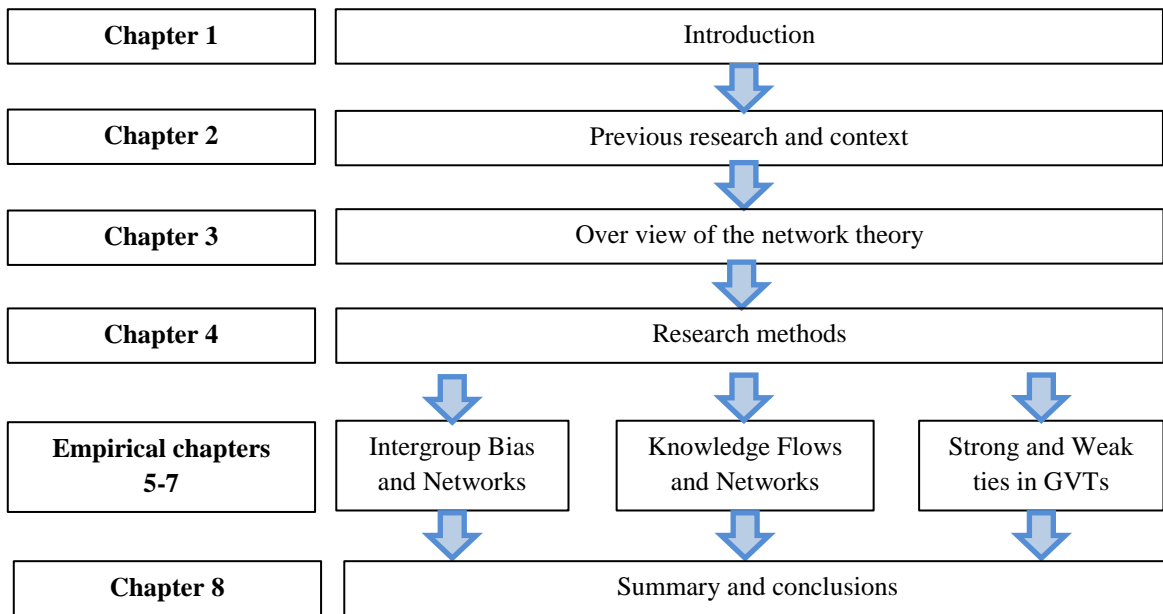 Chapter 1
Introduction
Chapter 2
Previous research and context
Chapter 3
Over view of the network theory
Chapter 4
Research methods
Empirical chapters
5-7
Intergroup Bias
and Networks
Knowledge Flows
and Networks
Strong and Weak
ties in GVTs
Chapter 8
Summary and conclusions